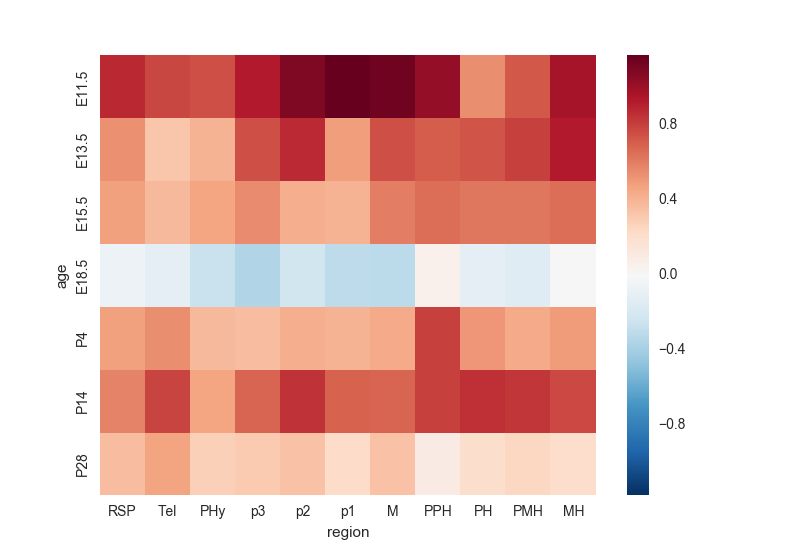 age
E11.5
E13.5
E15.5
E18.5
P4
P14
P28
RSP Tel PHy p3 p2 p1 M PPH PH PMH MH
region
0.8
0.4
0.0
−0.4
−0.8